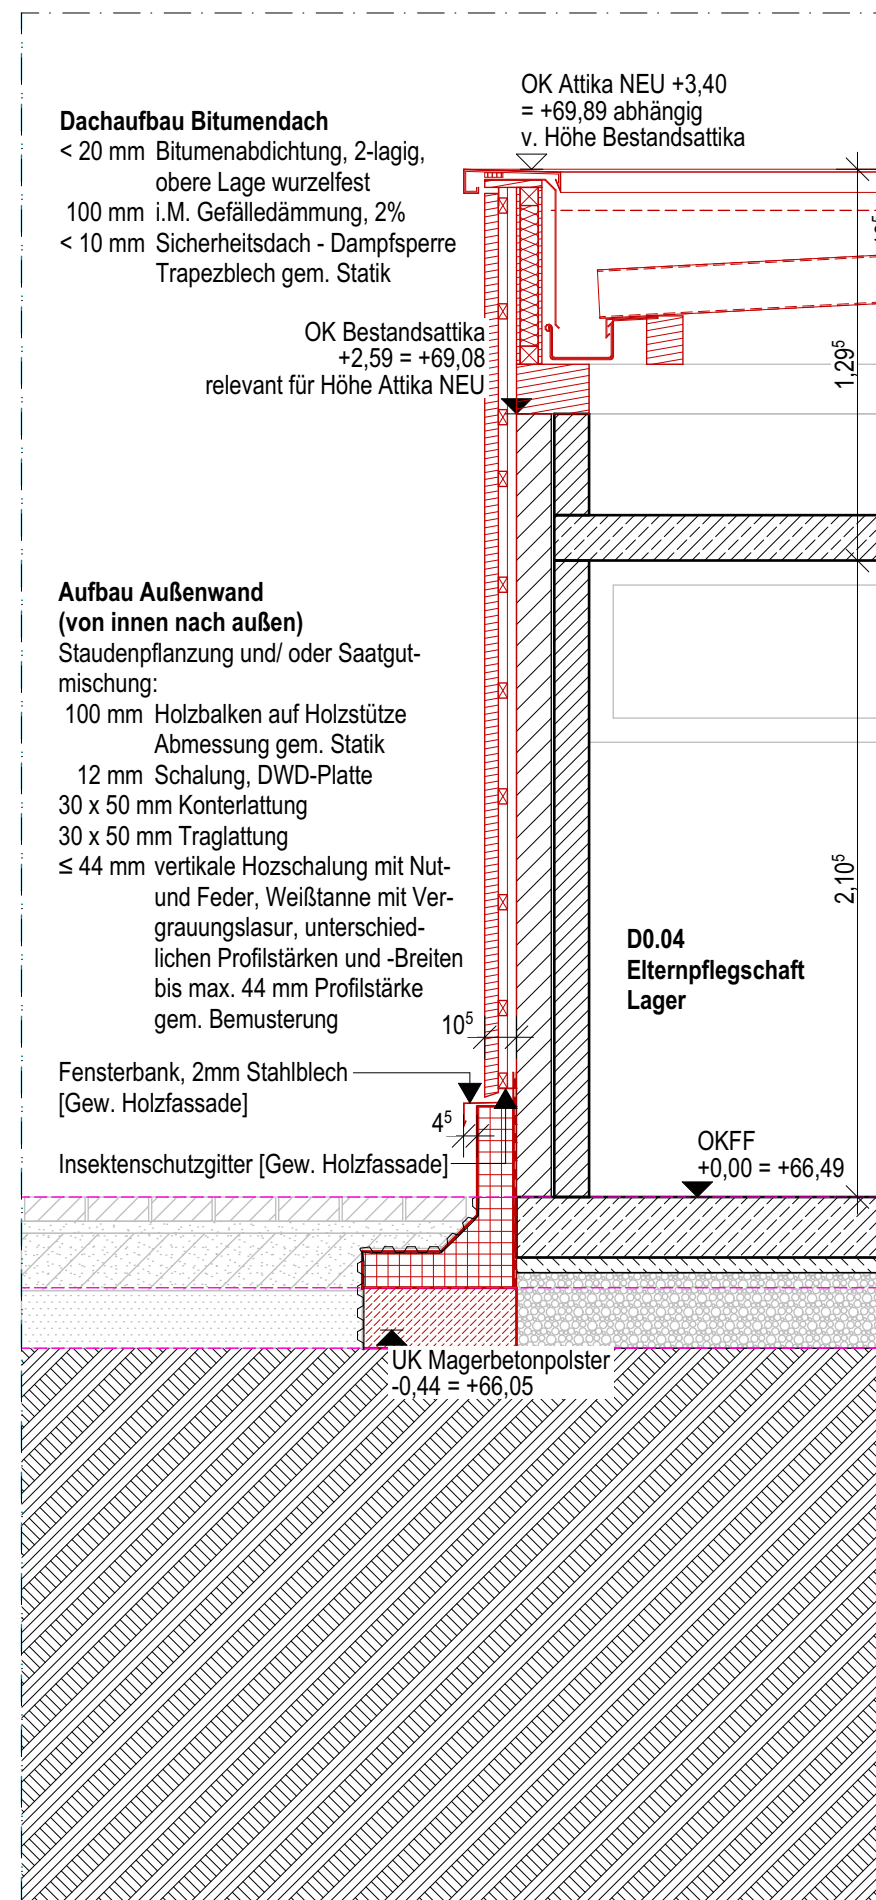 OK Attika NEU +3,40
= +69,89 abhängig
v. Höhe Bestandsattika
Dachaufbau Bitumendach
< 20 mm Bitumenabdichtung, 2-lagig,
obere Lage wurzelfest
100 mm i.M. Gefälledämmung, 2%
< 10 mm Sicherheitsdach - Dampfsperre
Trapezblech gem. Statik
OK Bestandsattika
+2,59 = +69,08
relevant für Höhe Attika NEU
1,29⁵
Aufbau Außenwand
(von innen nach außen)
Staudenpflanzung und/ oder Saatgut-
mischung:
100 mm Holzbalken auf Holzstütze
Abmessung gem. Statik
12 mm Schalung, DWD-Platte
30 x 50 mm Konterlattung
30 x 50 mm Traglattung
≤ 44 mm vertikale Hozschalung mit Nut-
und Feder, Weißtanne mit Ver-
grauungslasur, unterschied-
lichen Profilstärken und -Breiten
bis max. 44 mm Profilstärke
gem. Bemusterung
2,10⁵
D0.04
Elternpflegschaft
Lager
10⁵
Fensterbank, 2mm Stahlblech
[Gew. Holzfassade]
4⁵
Insektenschutzgitter [Gew. Holzfassade]
OKFF
+0,00 = +66,49
UK Magerbetonpolster
-0,44 = +66,05